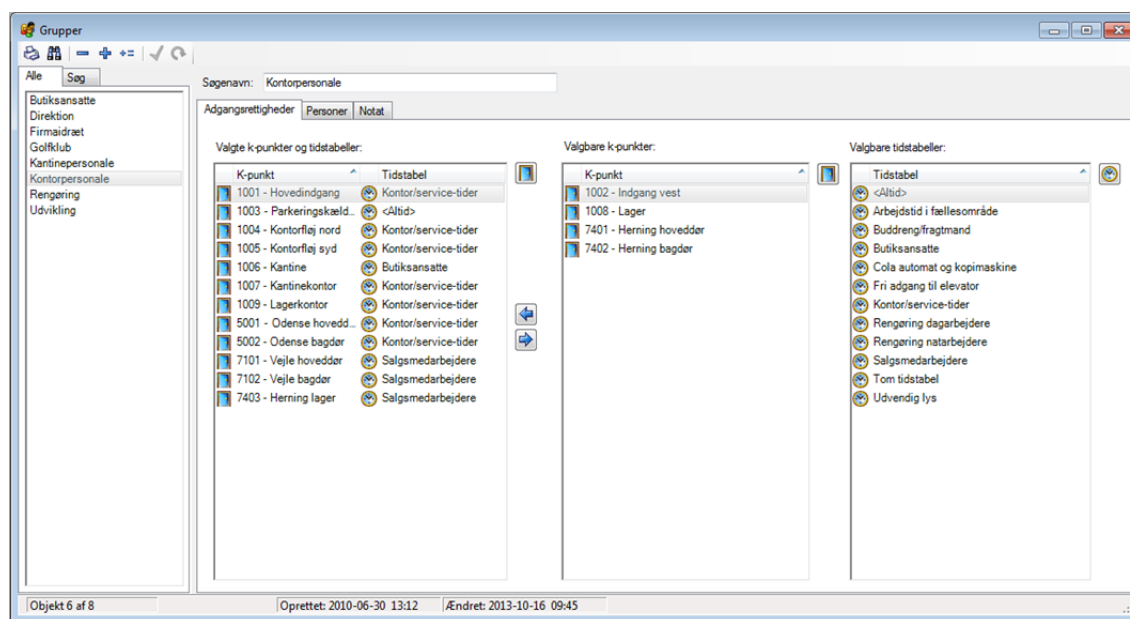 Grupper
Alle Søg
Butiksansatte
Direktion
Firmaidræt
Golfklub
Kantinepersonale
Kontorpersonale
Rengøring
Udvikling
Søgenavn: Kontorpersonale
Adgangsrettigheder Personer Notat
Valgte k-punkter og tidstabeller:
K-punkt Tidstabel
1001 - Hovedindgang Kontor/service-tider
1003 - Parkeringskæld... <Altid>
1004 - Kontorfløj nord Kontor/service-tider
1005 - Kontorfløj syd Kontor/service-tider
1006 - Kantine Butiksansatte
1007 - Kantinekontor Kontor/service-tider
1009 - Lagerkontor Kontor/service-tider
5001 - Odense hovedd... Kontor/service-tider
5002 - Odense bagdør Kontor/service-tider
7101 - Vejle hoveddør Salgsmedarbejdere
7102 - Vejle bagdør Salgsmedarbejdere
7403 - Herning lager Salgsmedarbejdere
Valgbare k-punkter:
K-punkt
1002 - Indgang vest
1008 - Lager
7401 - Herning hoveddør
7402 - Herning bagdør
Valgbare tidstabeller:
Tidstabel
<Altid>
Arbejdstid i fællesområde
Buddreng/fragtmand
Butiksansatte
Cola automat og kopimaskine
Fri adgang til elevator
Kontor/service-tider
Rengøring dagarbejdere
Rengøring natarbejdere
Salgsmedarbejdere
Tom tidstabel
Udvendig lys
Objekt 6 af 8 Oprettet: 2010-06-30 13:12 Ændret: 2013-10-16 09:45